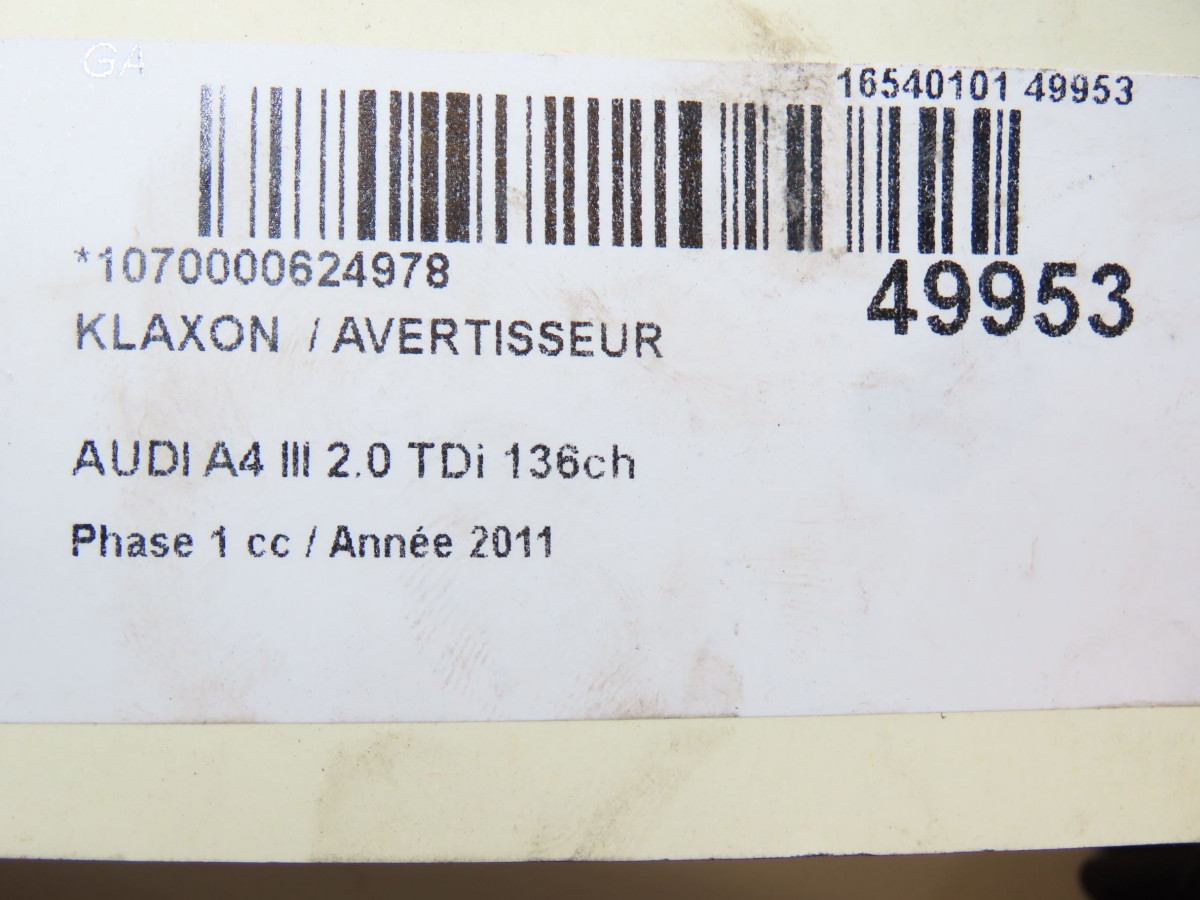 GA
16540101 49953
*1070000624978
49953
KLAXON / AVERTISSEUR
AUDI A4 III 2.0 TDi 136ch
Phase 1 cc / Année 2011